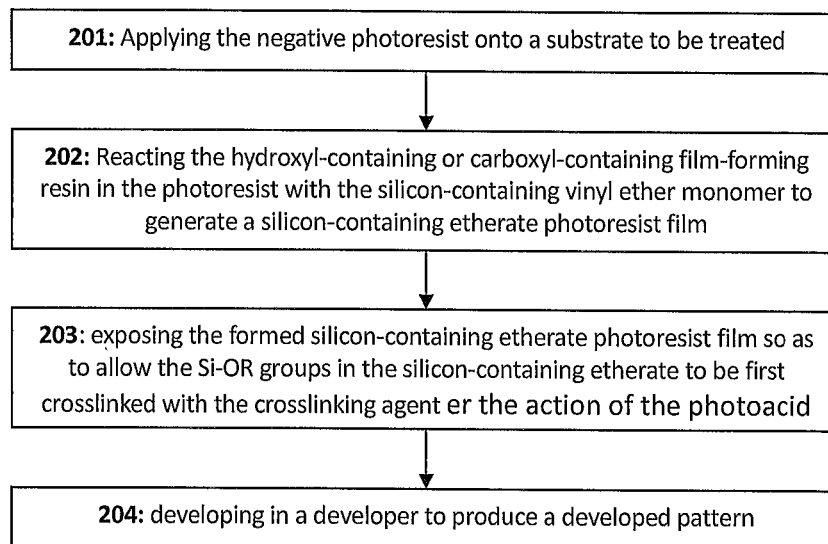 201: Applying the negative photoresist onto a substrate to be treated
202: Reacting the hydroxyl-containing or carboxyl-containing film-forming
resin in the photoresist with the silicon-containing vinyl ether monomer to
generate a silicon-containing etherate photoresist film
203: exposing the formed silicon-containing etherate photoresist film so as
to allow the Si-OR groups in the silicon-containing etherate to be first
crosslinked with the crosslinking agent er the action of the photoacid
204: developing in a developer to produce a developed pattern